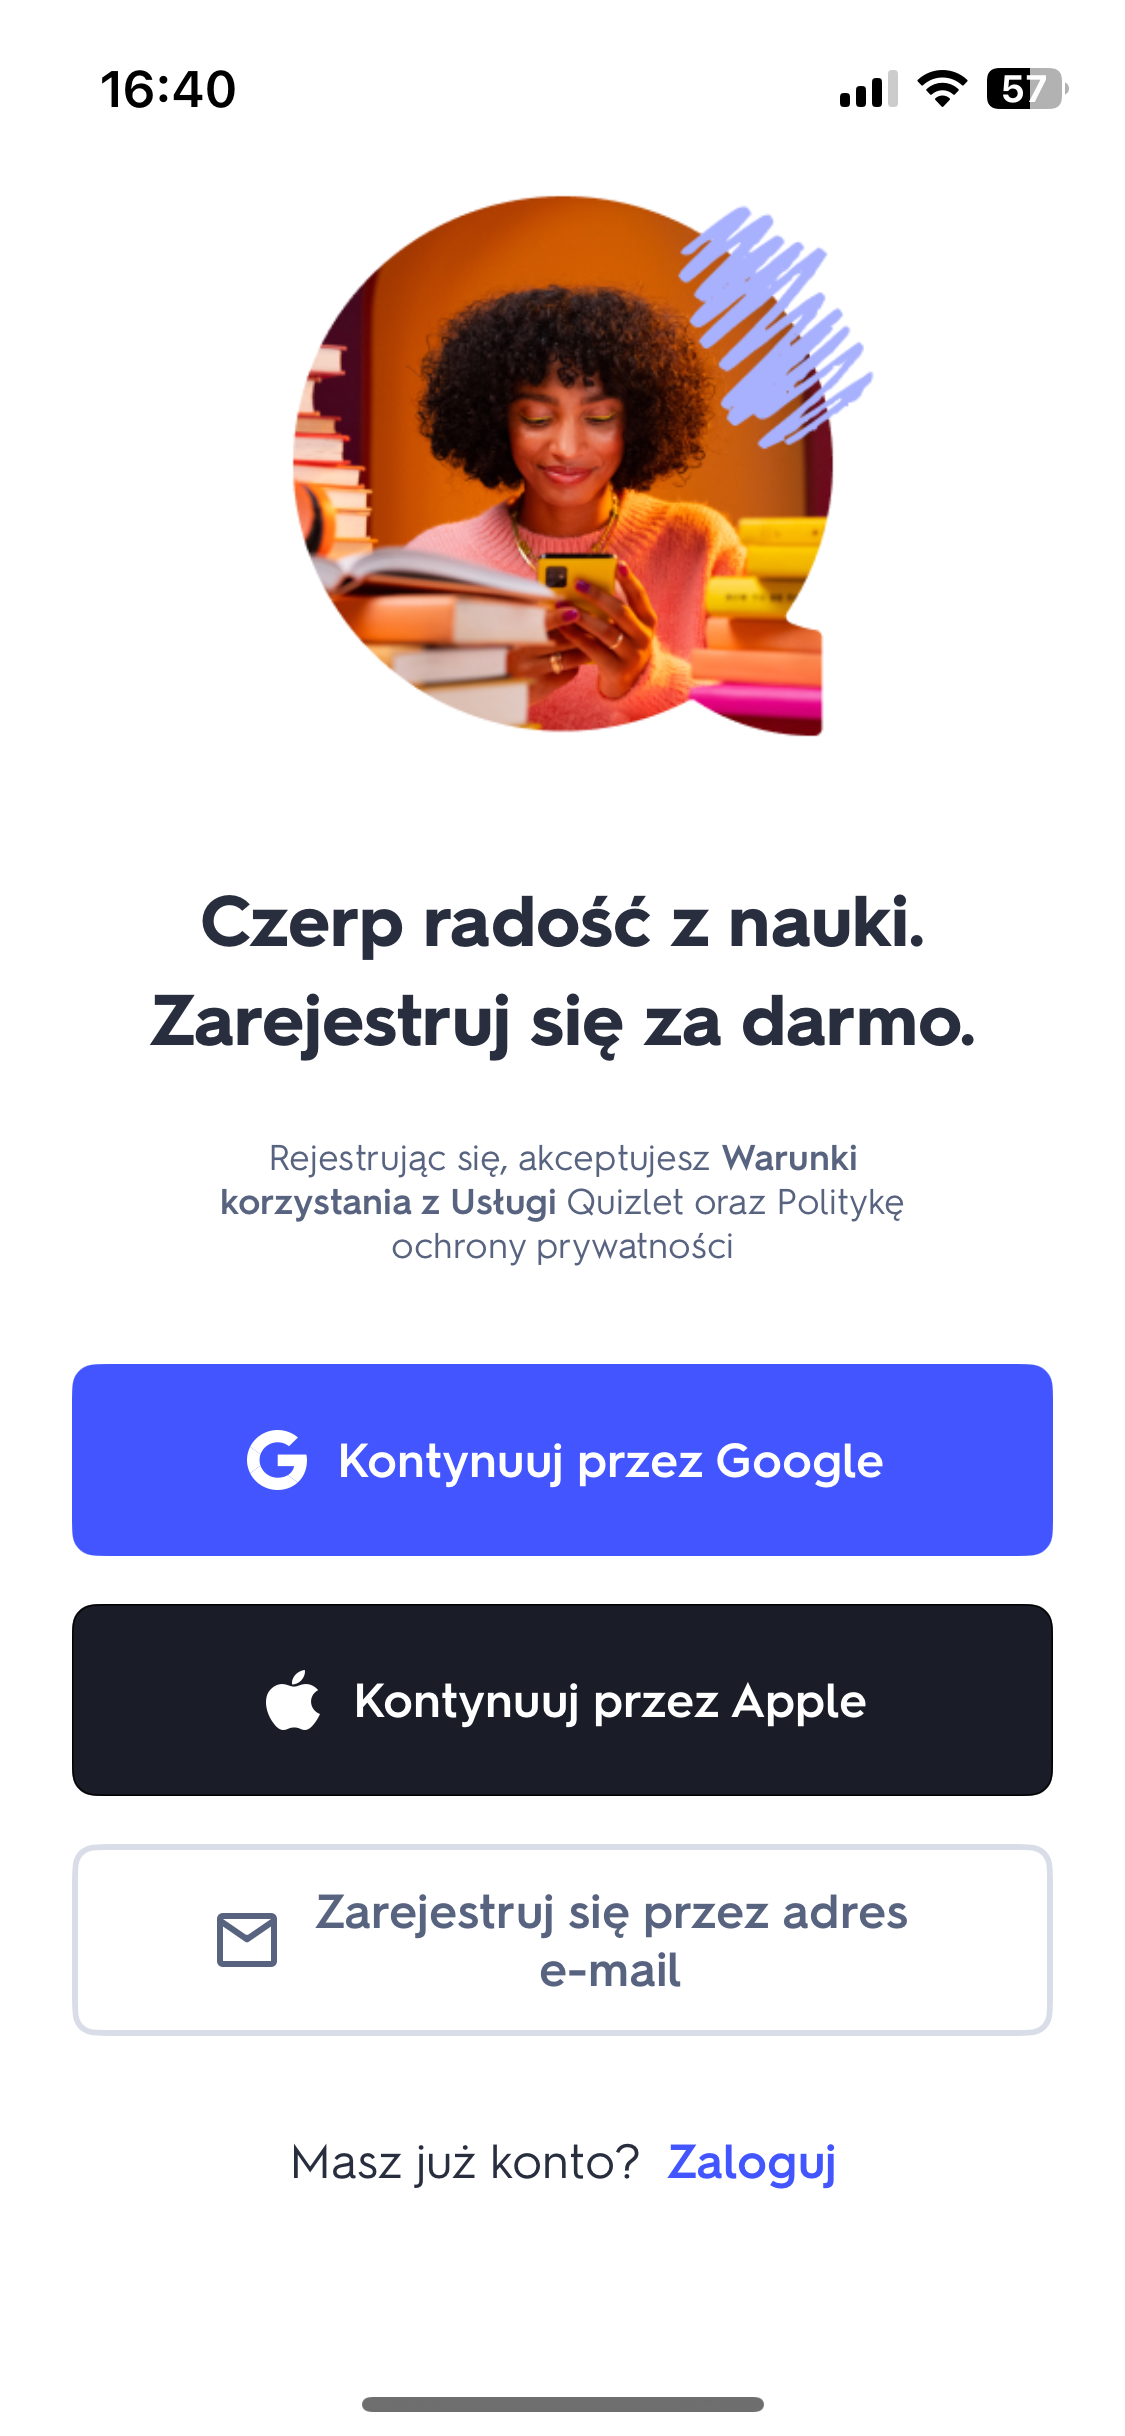 16:40
57
Czerp radość z nauki.
Zarejestruj się za darmo.
Rejestrując się, akceptujesz Warunki
korzystania z Usługi Quizlet oraz Politykę
ochrony prywatności
Kontynuuj przez Google
Kontynuuj przez Apple
Zarejestruj się przez adres
e-mail
Masz już konto? Zaloguj